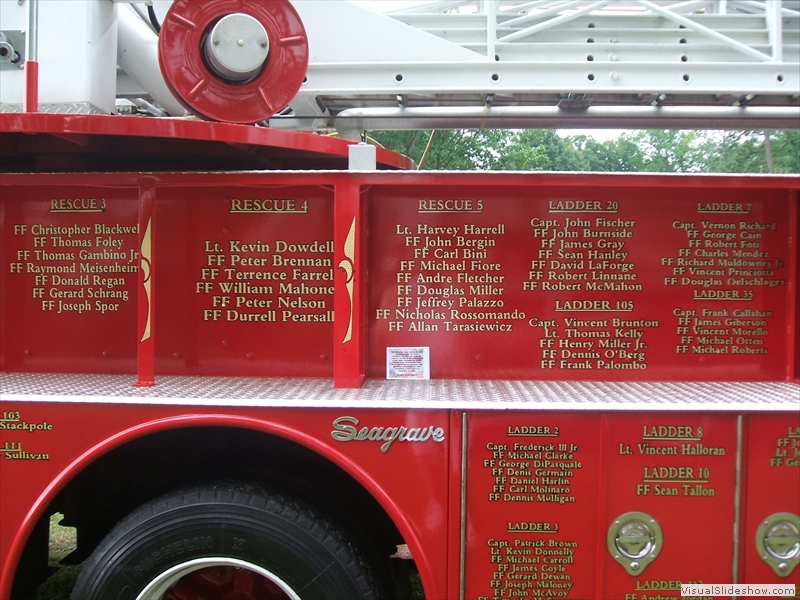 RESCUE 3
FF Christopher Blackwel
FF Thomas Foley
FF Thomas Gambino Jr
FF Raymond Meisenheim
FF Donald Regan
FF Gerard Schrang
FF Joseph Spor
RESCUE 4
Lt. Kevin Dowdell
FF Peter Brennan
FF Terrence Farrel
FF William Mahone
FF Peter Nelson
FF Durrell Pearsall
RESCUE 5
Lt. Harvey Harrell
FF John Bergin
FF Carl Bini
FF Michael Fiore
FF Andre Fletcher
FF Douglas Miller
FF Jeffrey Palazzo
FF Nicholas Rossomando
FF Allan Tarasiewicz
LADDER 20
Capt. John Fischer
FF John Burnside
FF James Gray
FF Sean Hanley
FF David LaForge
FF Robert Linnane
FF Robert McMahon
LADDER 105
Capt. Vincent Brunton
Lt. Thomas Kelly
FF Henry Miller Jr.
FF Dennis O'Berg
FF Frank Palombo
LADDER 7
Capt. Vernon Richard
FF George Cain
FF Robert Foti
FF Charles Mendez
FF Richard Muldowney Jr
FF Vincent Princiotta
FF Douglas Oelschlager
LADDER 35
Capt. Frank Callahan
FF James Giberson
FF Vincent Morello
FF Michael Otten
FF Michael Roberts
103
Stackpole
111
Sullivan
Seagrave
LADDER 2
Capt. Frederick Ill Jr.
FF Michael Clarke
FF George DiPasquale
FF Denis Germain
FF Daniel Harlin
FF Carl Molinaro
FF Dennis Mulligan
LADDER 3
Capt. Patrick Brown
Lt. Kevin Donnelly
FF Michael Carroll
FF James Coyle
FF Gerard Dewan
FF Joseph Maloney
FF John McAvoy
LADDER 8
Lt. Vincent Halloran
LADDER 10
FF Sean Tallon
LADDER
FF Andrew Jordan
VisualSlideshow.com